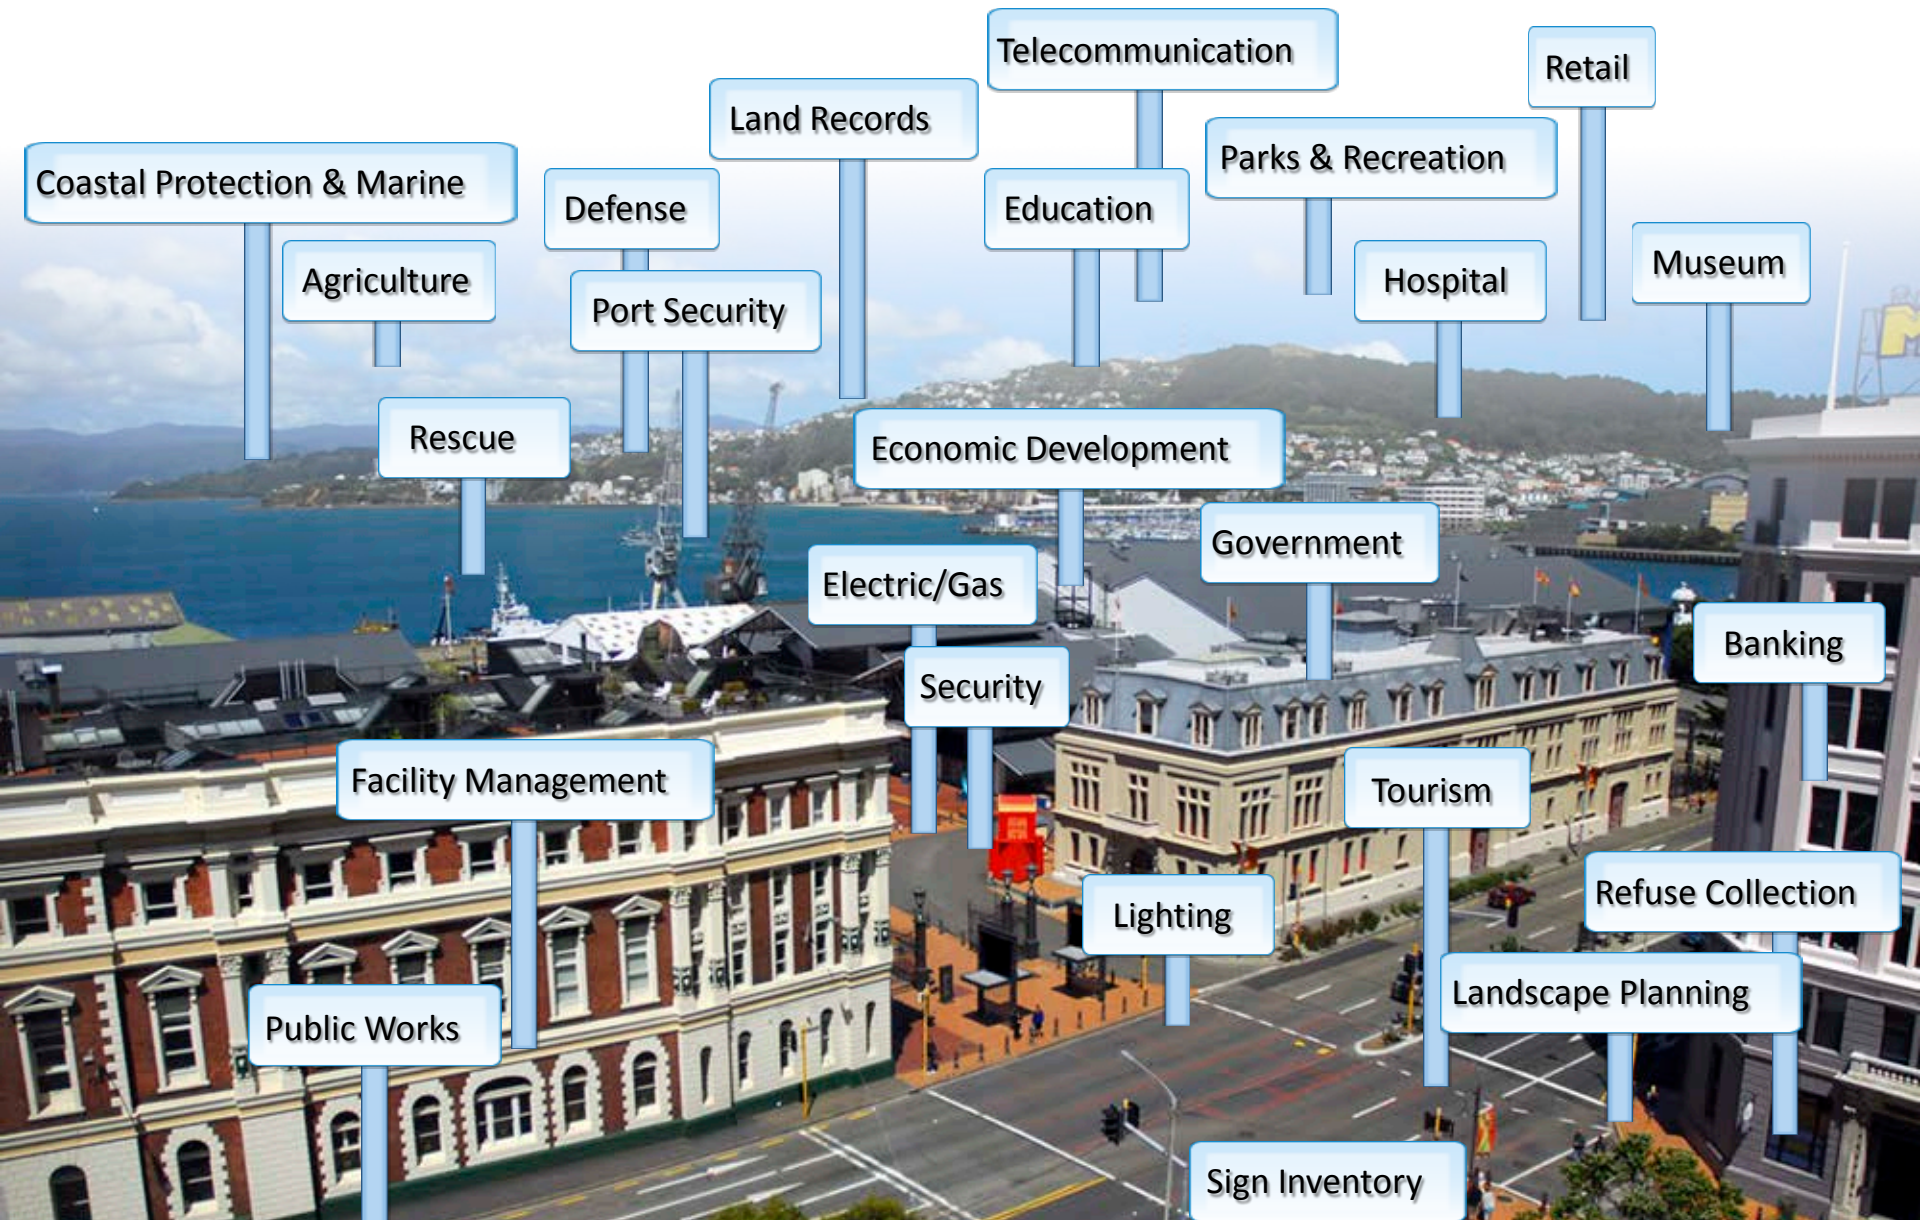 Telecommunication
Retail
Land Records
Parks & Recreation
Coastal Protection & Marine
Defense
Education
Museum
Agriculture
Hospital
Port Security
Rescue
Economic Development
Government
Electric/Gas
Banking
Security
Facility Management
Tourism
Refuse Collection
Lighting
Landscape Planning
Public Works
Sign Inventory